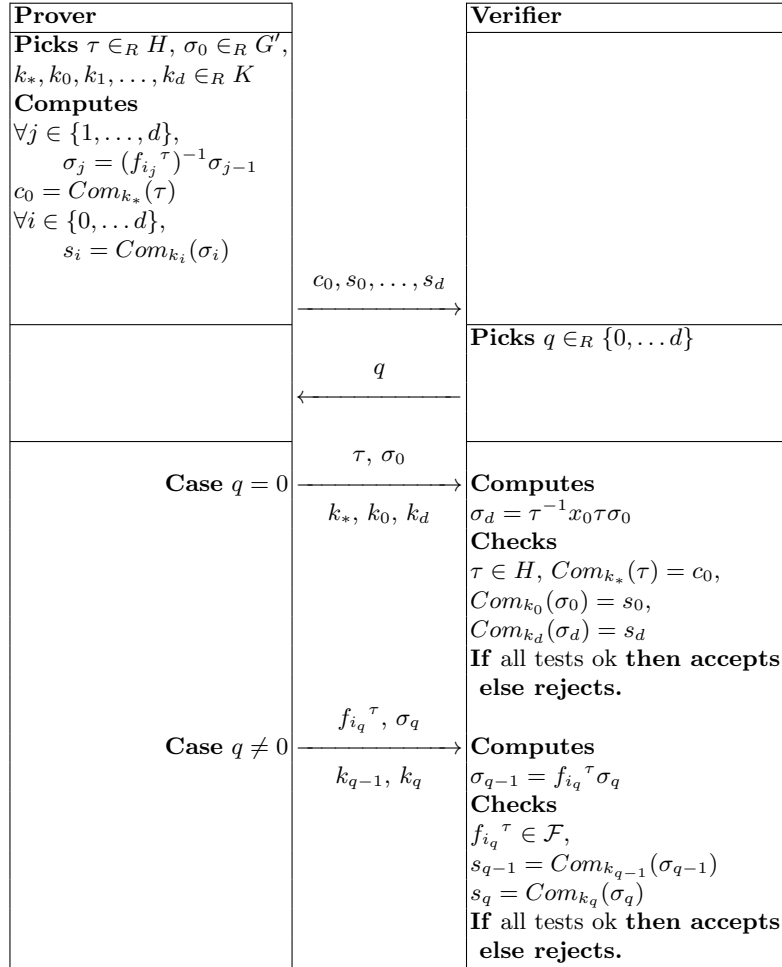 Prover
Verifier
Picks τ ∈_R H, σ_0 ∈_R G′,
k_*, k_0, k_1, . . . , k_d ∈_R K
Computes
∀j ∈ {1, . . . , d},
σ_j = (f_{i_j}^τ)^{−1}σ_{j−1}
c_0 = Com_{k_*}(τ)
∀i ∈ {0, . . . d},
s_i = Com_{k_i}(σ_i)
c_0, s_0, . . . , s_d
Picks q ∈_R {0, . . . d}
q
τ, σ_0
Case q = 0
k_*, k_0, k_d
Computes
σ_d = τ^{−1}x_0τσ_0
Checks
τ ∈ H, Com_{k_*}(τ) = c_0,
Com_{k_0}(σ_0) = s_0,
Com_{k_d}(σ_d) = s_d
If all tests ok then accepts
else rejects.
f_{i_q}^τ, σ_q
Case q ≠ 0
k_{q−1}, k_q
Computes
σ_{q−1} = f_{i_q}^τσ_q
Checks
f_{i_q}^τ ∈ ℱ,
s_{q−1} = Com_{k_{q−1}}(σ_{q−1})
s_q = Com_{k_q}(σ_q)
If all tests ok then accepts
else rejects.